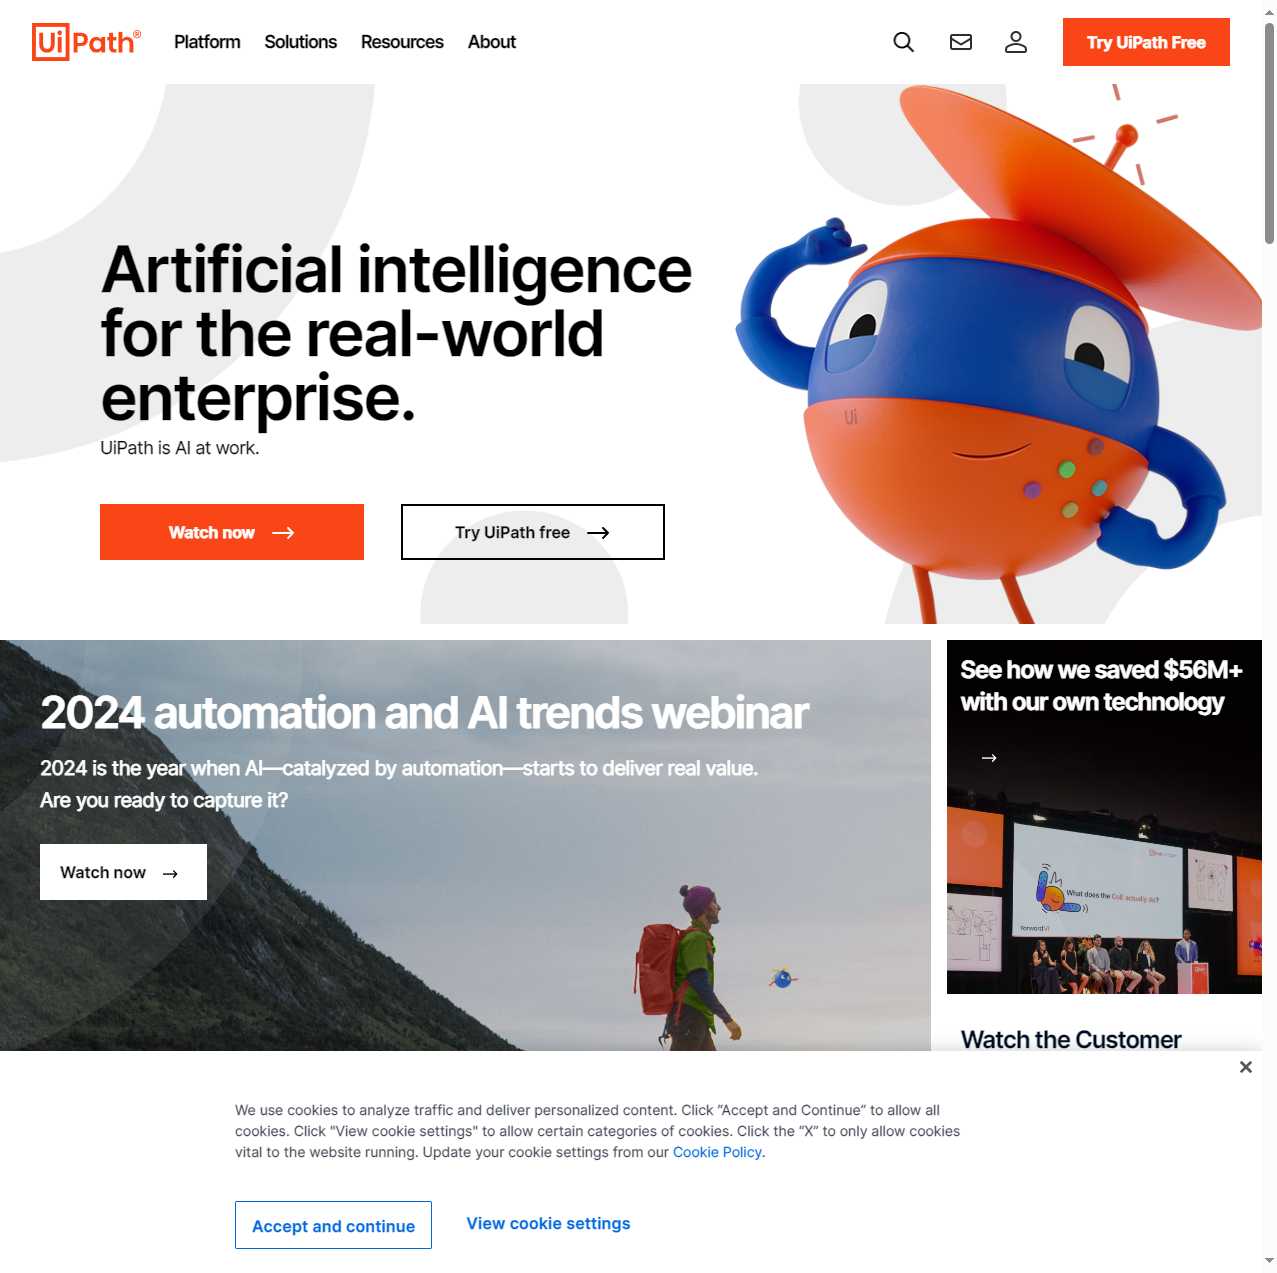 UiPath®
Platform
Solutions
Resources
About
Try UiPath Free
Artificial intelligence
for the real-world
enterprise.
UiPath is AI at work.
Watch now
Try UiPath free
Ui
2024 automation and AI trends webinar
2024 is the year when AI—catalyzed by automation—starts to deliver real value.
Are you ready to capture it?
Watch now
See how we saved $56M+
with our own technology
What does the CoE actually do?
forwardVI
Watch the Customer
We use cookies to analyze traffic and deliver personalized content. Click “Accept and Continue” to allow all
cookies. Click "View cookie settings" to allow certain categories of cookies. Click the “X” to only allow cookies
vital to the website running. Update your cookie settings from our Cookie Policy.
Accept and continue
View cookie settings